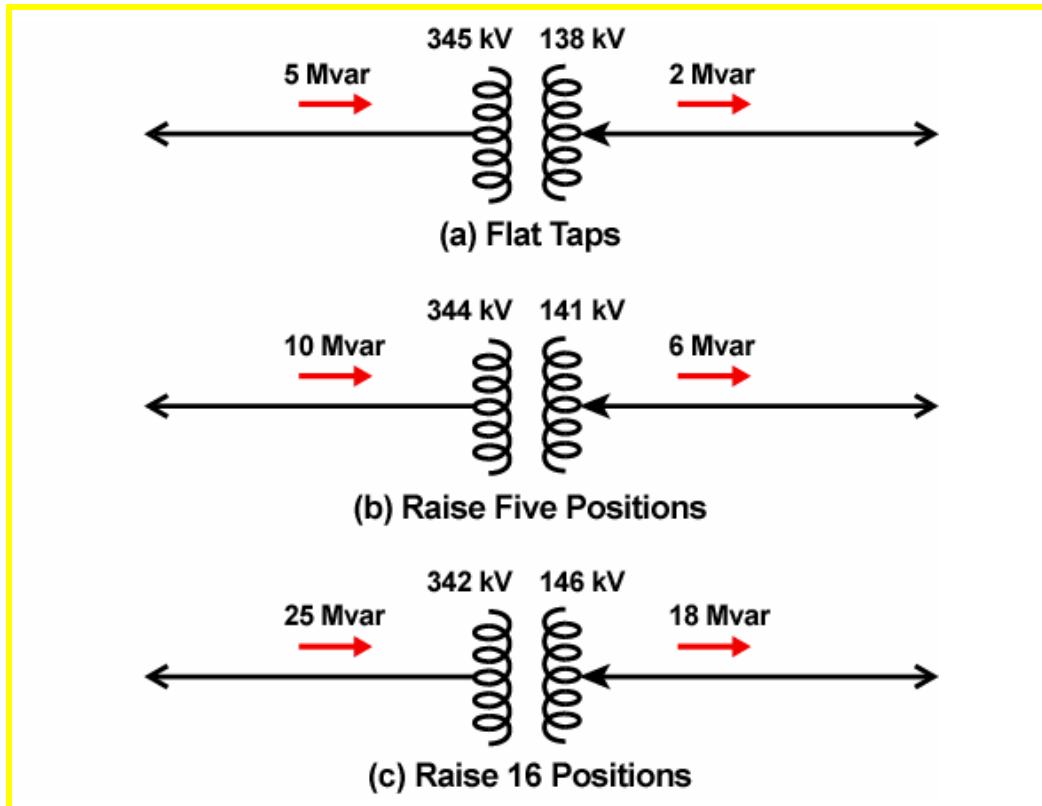 345 kV 138 kV
5 Mvar 2 Mvar
(a) Flat Taps
344 kV 141 kV
10 Mvar 6 Mvar
(b) Raise Five Positions
342 kV 146 kV
25 Mvar 18 Mvar
(c) Raise 16 Positions